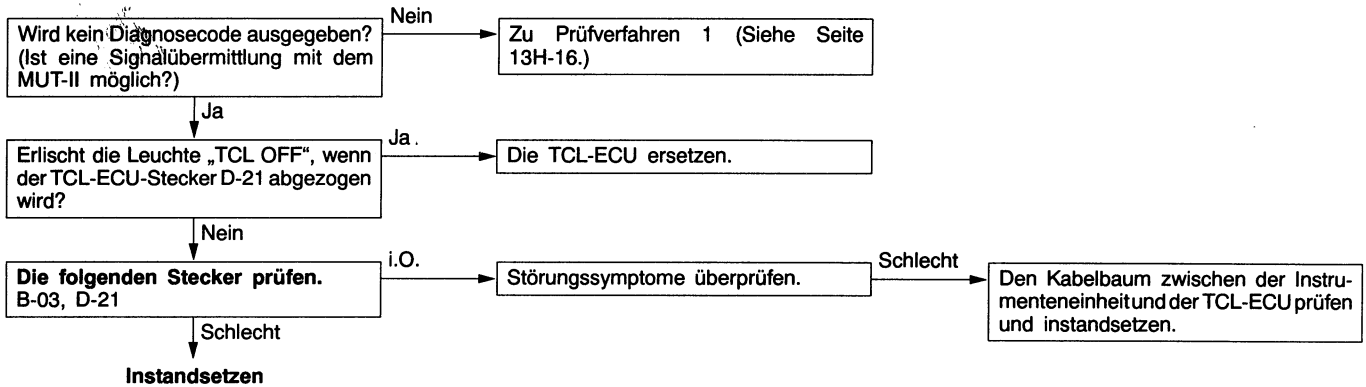 Wird kein Diagnosecode ausgegeben?
(Ist eine Signalübermittlung mit dem
MUT-II möglich?)
Nein
Zu Prüfverfahren 1 (Siehe Seite
13H-16.)
Ja
Erlischt die Leuchte „TCL OFF“, wenn
der TCL-ECU-Stecker D-21 abgezogen
wird?
Ja.
Die TCL-ECU ersetzen.
Nein
Die folgenden Stecker prüfen.
B-03, D-21
i.O.
Störungssymptome überprüfen.
Schlecht
Den Kabelbaum zwischen der Instru-
menteneinheit und der TCL-ECU prüfen
und instandsetzen.
Schlecht
Instandsetzen